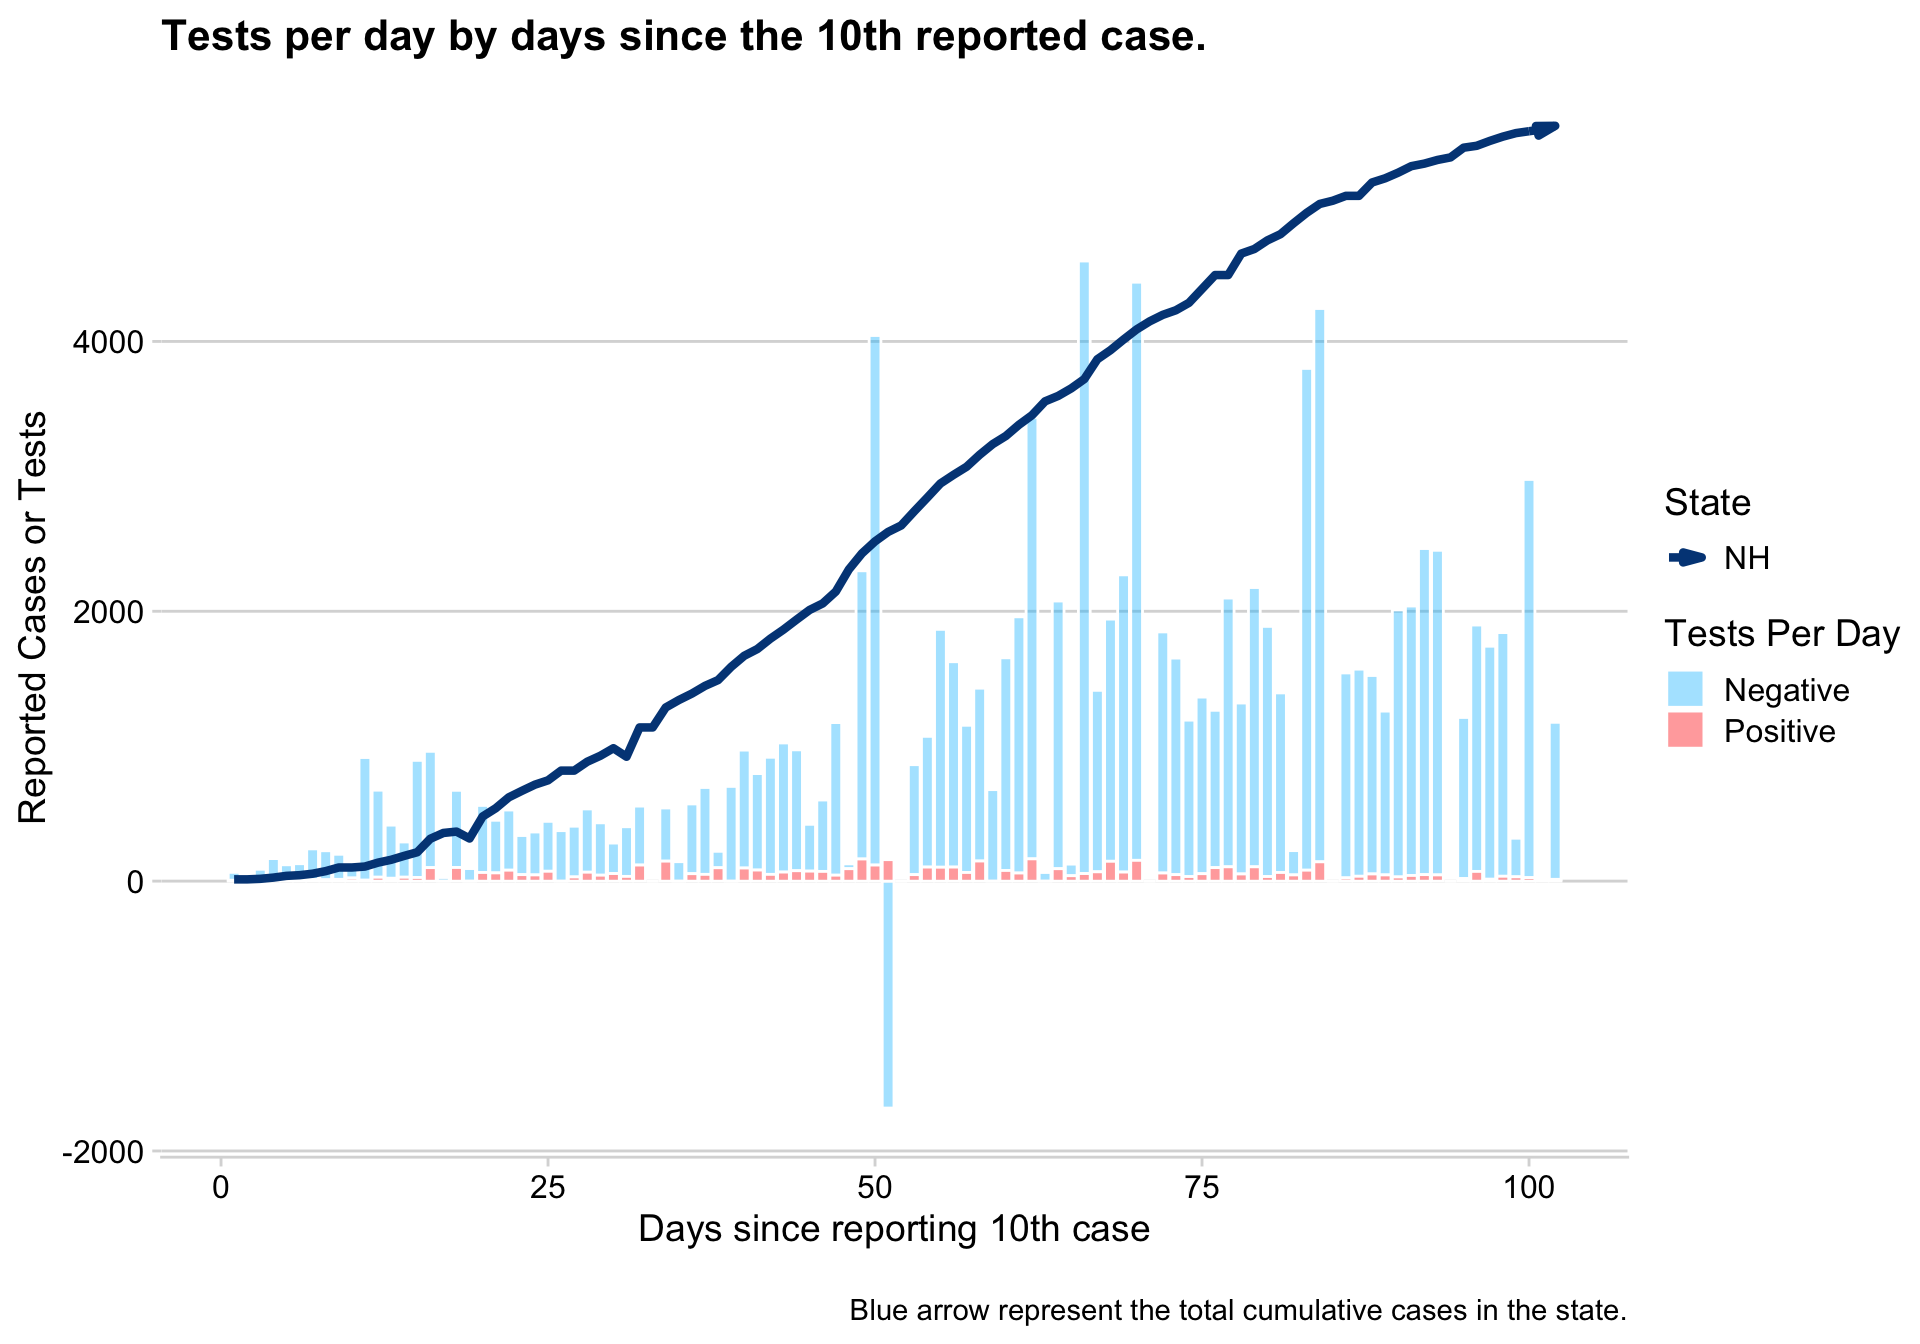 Tests per day by days since the 10th reported case.
Reported Cases or Tests
4000
2000
0
-2000
0
25
50
75
100
Days since reporting 10th case
State
NH
Tests Per Day
Negative
Positive
Blue arrow represent the total cumulative cases in the state.